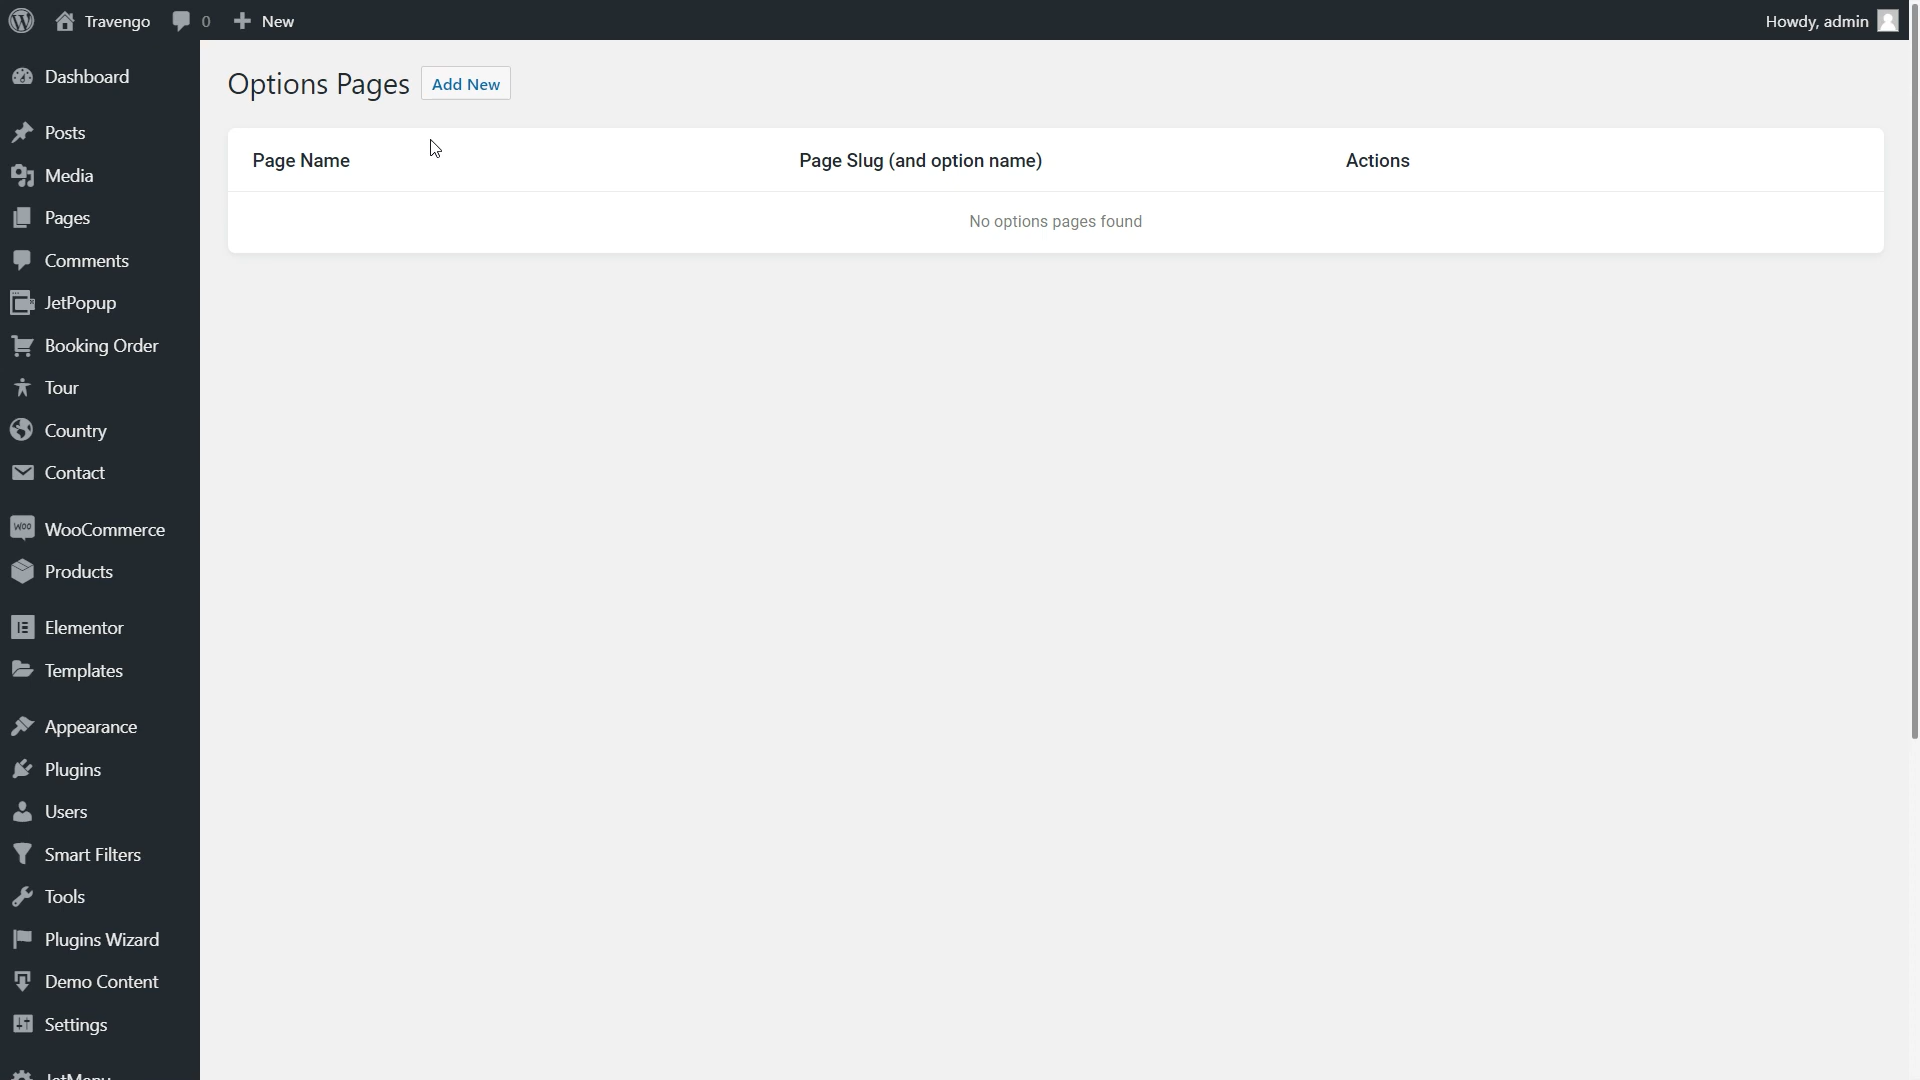 Travengo 0 New Howdy, admin
Dashboard
Posts
Media
Pages
Comments
JetPopup
Booking Order
Tour
Country
Contact
WOO WooCommerce
Products
Elementor
Templates
Appearance
Plugins
Users
Smart Filters
Tools
Plugins Wizard
Demo Content
Settings
Options Pages Add New
Page Name Page Slug (and option name) Actions
No options pages found